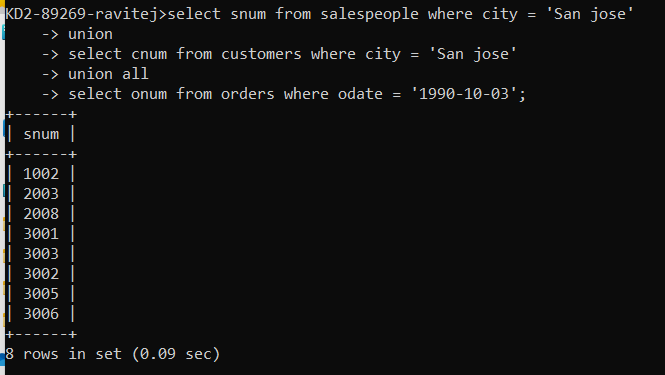 KD2-89269-ravitej>select snum from salespeople where city = 'San jose'
    -> union
    -> select cnum from customers where city = 'San jose'
    -> union all
    -> select onum from orders where odate = '1990-10-03';
+------+
| snum |
+------+
| 1002 |
| 2003 |
| 2008 |
| 3001 |
| 3003 |
| 3002 |
| 3005 |
| 3006 |
+------+
8 rows in set (0.09 sec)